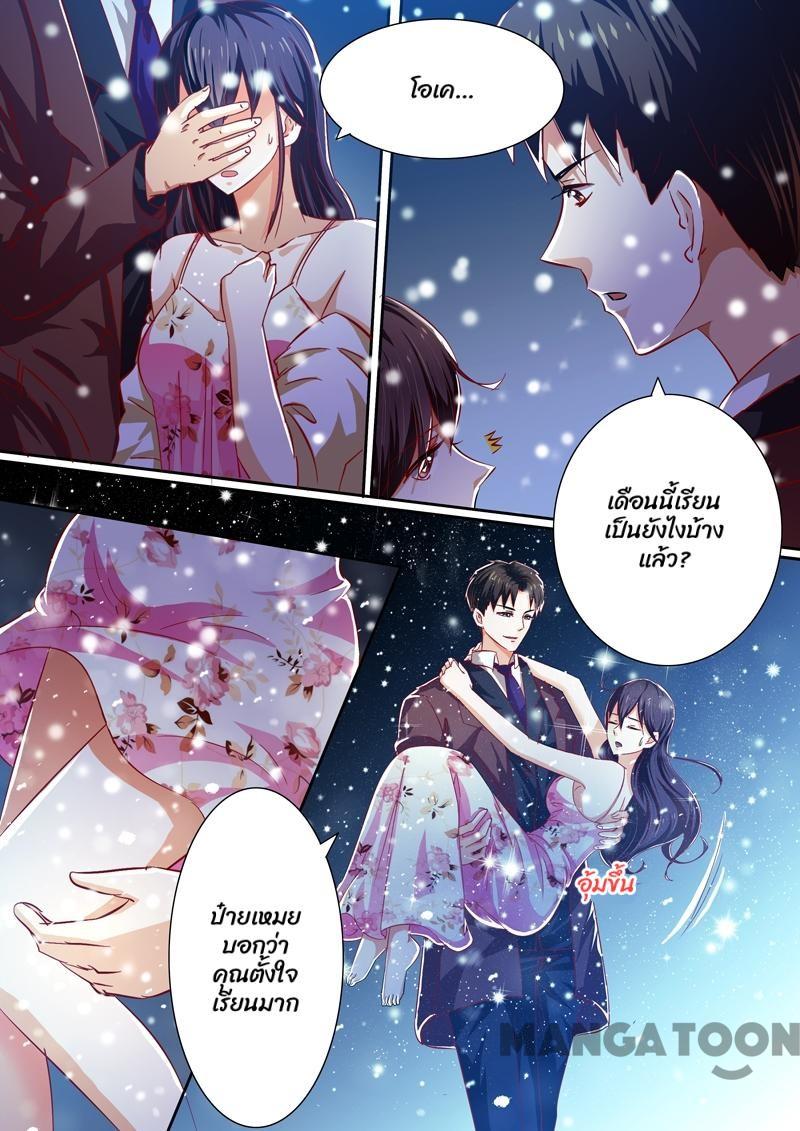 โอเค...
เดือนนี้เรียน
เป็นยังไงบ้าง
แล้ว?
อุ้มขึ้น
ป๋ายเหมย
บอกว่า
คุณตั้งใจ
เรียนมาก
MANGATOON